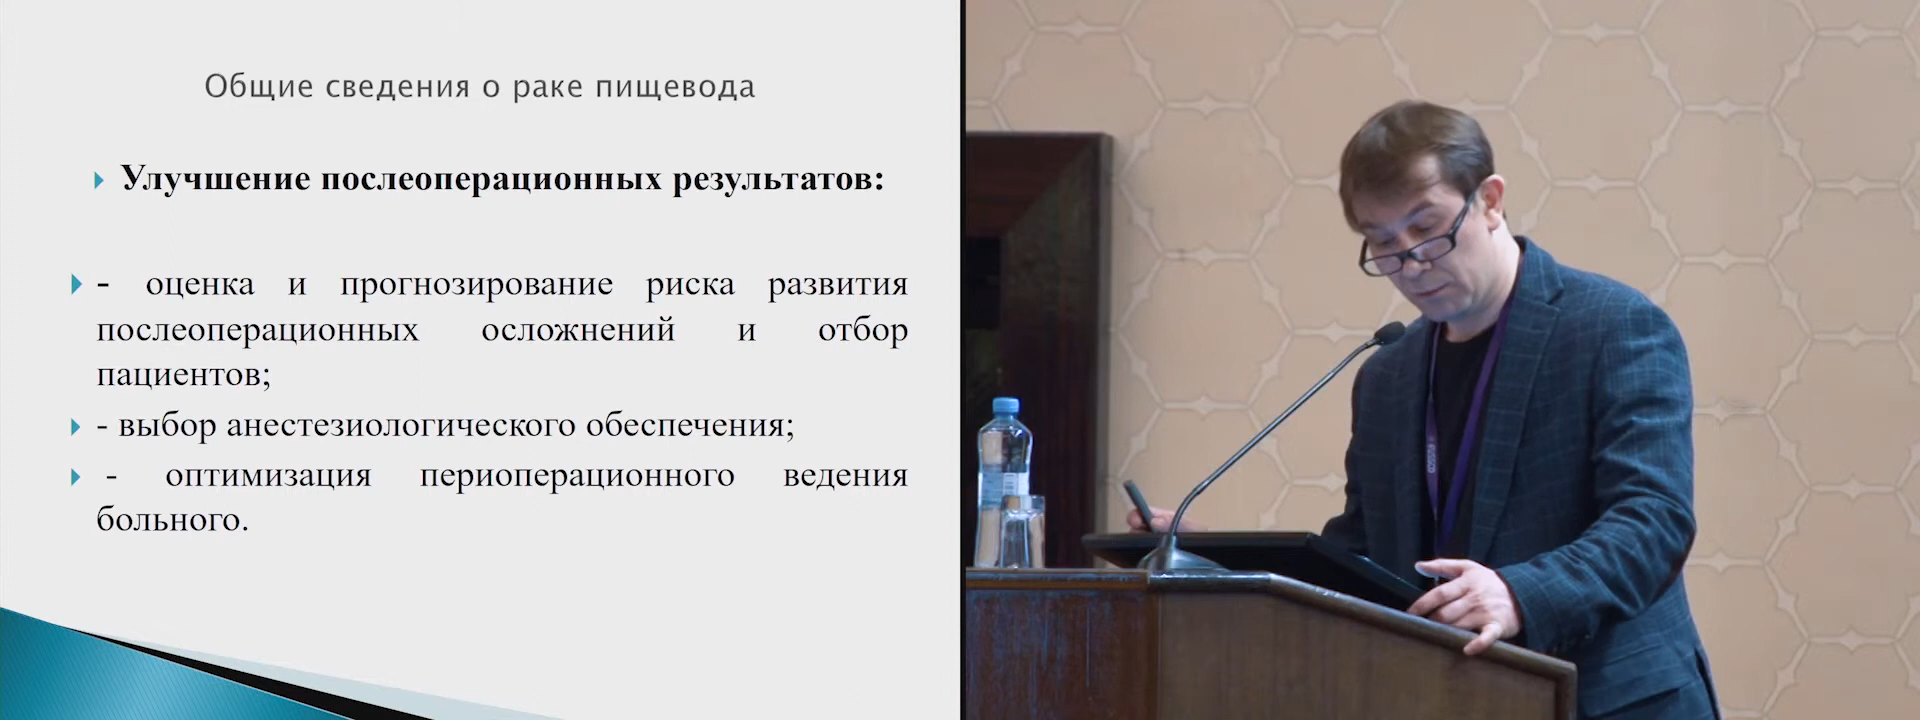 Общие сведения о раке пищевода
Улучшение послеоперационных результатов:
- оценка и прогнозирование риска развития
послеоперационных осложнений и отбор
пациентов;
- выбор анестезиологического обеспечения;
- оптимизация периоперационного ведения
больного.